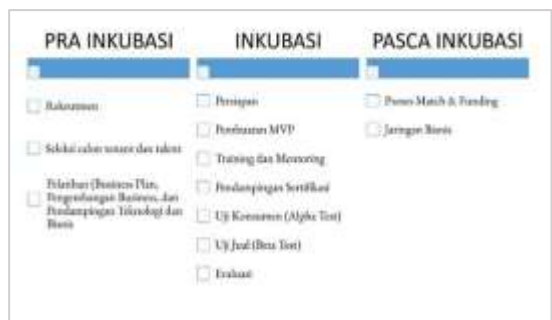 PRA INKUBASI
Rekrutmen
Seleksi calon tenant dan talent
Pelatihan (Business Plan,
Pengembangan Business, dan
Pendampingan Teknologi dan
Bisnis
INKUBASI
Persiapan
Pembuatan MVP
Training dan Mentoring
Pendampingan Sertifikasi
Uji Konsumen (Alpha Test)
Uji Jual (Beta Test)
Evaluasi
PASCA INKUBASI
Proses Match & Funding
Jaringan Bisnis